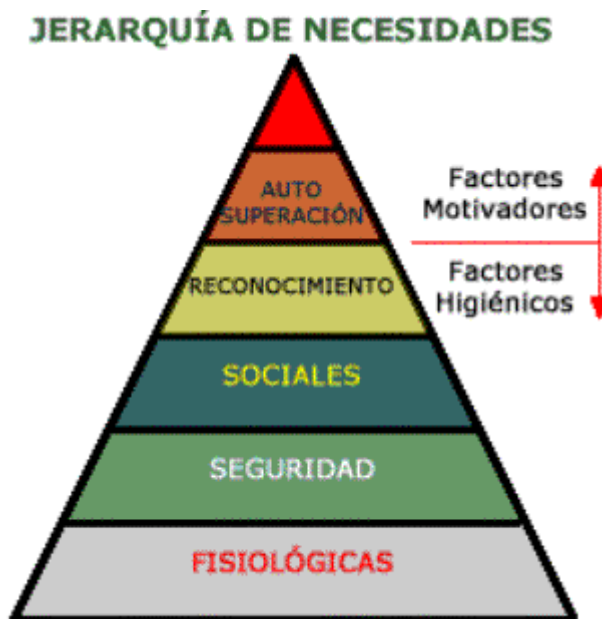 JERARQUÍA DE NECESIDADES
AUTO
SUPERACIÓN
Factores
Motivadores
RECONOCIMIENTO
Factores
Higiénicos
SOCIALES
SEGURIDAD
FISIOLÓGICAS